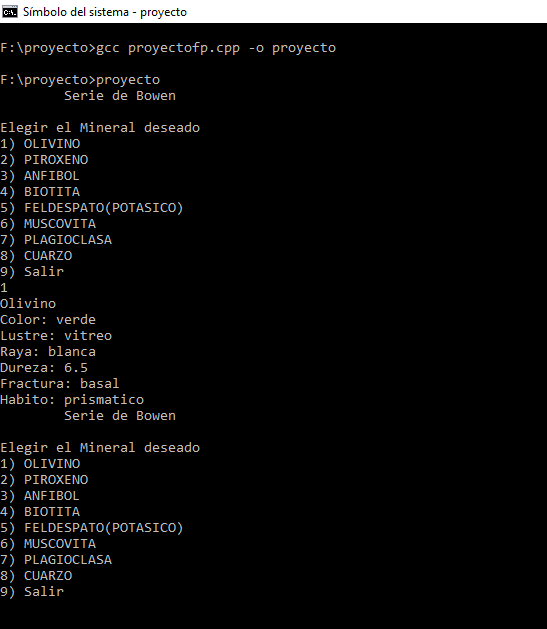 Símbolo del sistema - proyecto
F:\proyecto>gcc proyectofp.cpp -o proyecto
F:\proyecto>proyecto
Serie de Bowen
Elegir el Mineral deseado
1) OLIVINO
2) PIROXENO
3) ANFIBOL
4) BIOTITA
5) FELDESPATO(POTASICO)
6) MUSCOVITA
7) PLAGIOCLASA
8) CUARZO
9) Salir
1
Olivino
Color: verde
Lustre: vitreo
Raya: blanca
Dureza: 6.5
Fractura: basal
Habito: prismatico
Serie de Bowen
Elegir el Mineral deseado
1) OLIVINO
2) PIROXENO
3) ANFIBOL
4) BIOTITA
5) FELDESPATO(POTASICO)
6) MUSCOVITA
7) PLAGIOCLASA
8) CUARZO
9) Salir